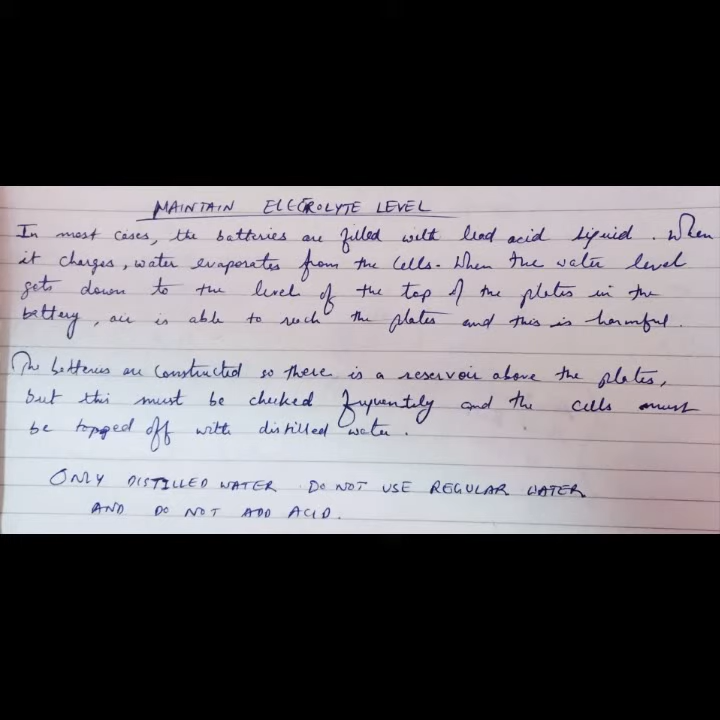 MAINTAIN ELECTROLYTE LEVEL
In most cases, the batteries are filled with lead acid liquid. When
it charges, water evaporates from the cells. When the water level
gets down to the level of the top of the plates in the
battery, air is able to reach the plates and this is harmful.
The batteries are constructed so there is a reservoir above the plates,
but this must be checked frequently and the cells must
be topped off with distilled water.
ONLY DISTILLED WATER DO NOT USE REGULAR WATER
AND DO NOT ADD ACID.